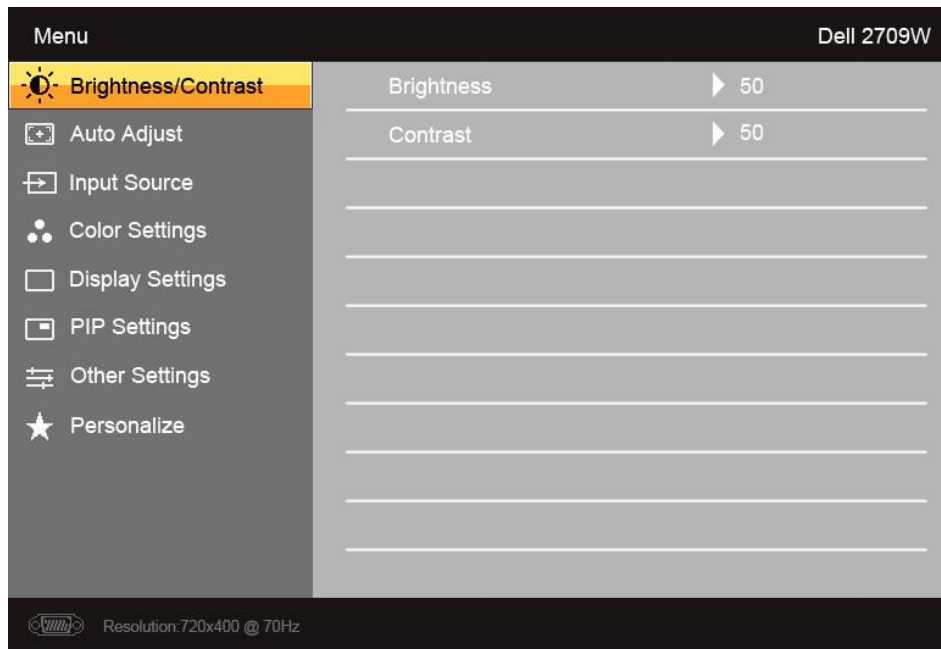 Menu Dell 2709W
Brightness/Contrast Brightness 50
Auto Adjust Contrast 50
Input Source
Color Settings
Display Settings
PIP Settings
Other Settings
Personalize
Resolution:720x400 @ 70Hz